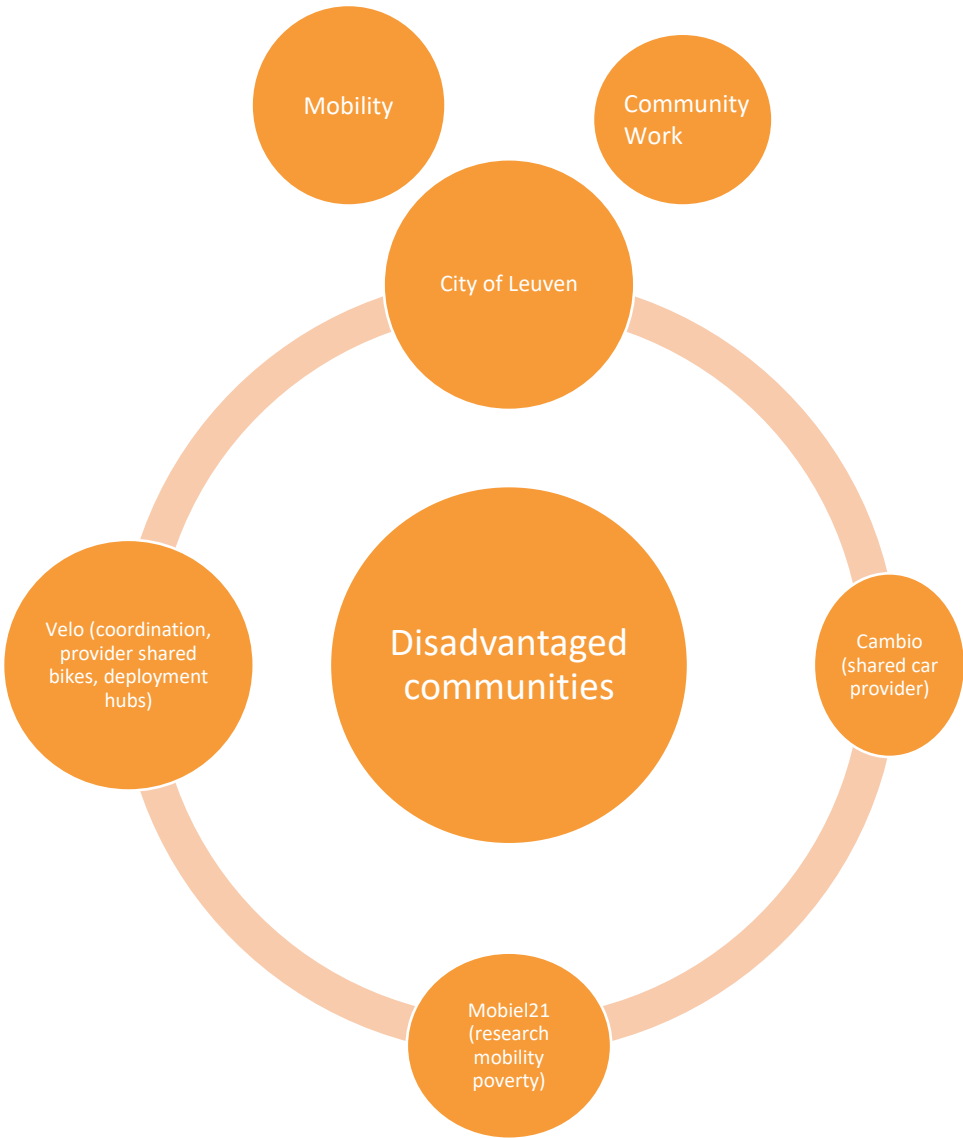 Mobility
Community
Work
City of Leuven
Velo (coordination,
provider shared
bikes, deployment
hubs)
Disadvantaged
communities
Cambio
(shared car
provider)
Mobiel21
(research
mobility
poverty)